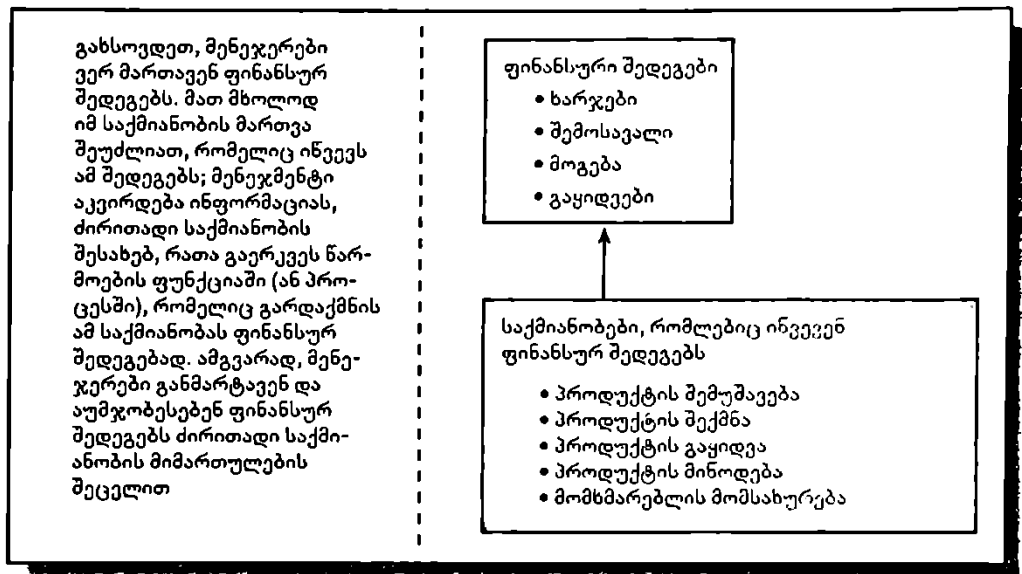 გახსოვდეთ, მენეჯერები
ვერ მართავენ ფინანსურ
შედეგებს. მათ მხოლოდ
იმ საქმიანობის მართვა
შეუძლიათ, რომელიც იწვევს
ამ შედეგებს; მენეჯმენტი
აკვირდება ინფორმაციას,
ძირითადი საქმიანობის
შესახებ, რათა გაერკვეს წარ-
მოების ფუნქციაში (ან პრო-
ცესში), რომელიც გარდაქმნის
ამ საქმიანობას ფინანსურ
შედეგებად. ამგვარად, მენე-
ჯერები განმარტავენ და
აუმჯობესებენ ფინანსურ
შედეგებს ძირითადი საქმი-
ანობის მიმართულების
შეცელით
ფინანსური შედეგები
• ხარჯები
• შემოსავალი
• მოგება
• გაყიდვები
საქმიანობები, რომლებიც იწვევენ
ფინანსურ შედეგებს
• პროდუქტის შემუშავება
• პროდუქტის შექმნა
• პროდუქტის გაყიდვა
• პროდუქტის მიწოდება
• მომხმარებლის მომსახურება